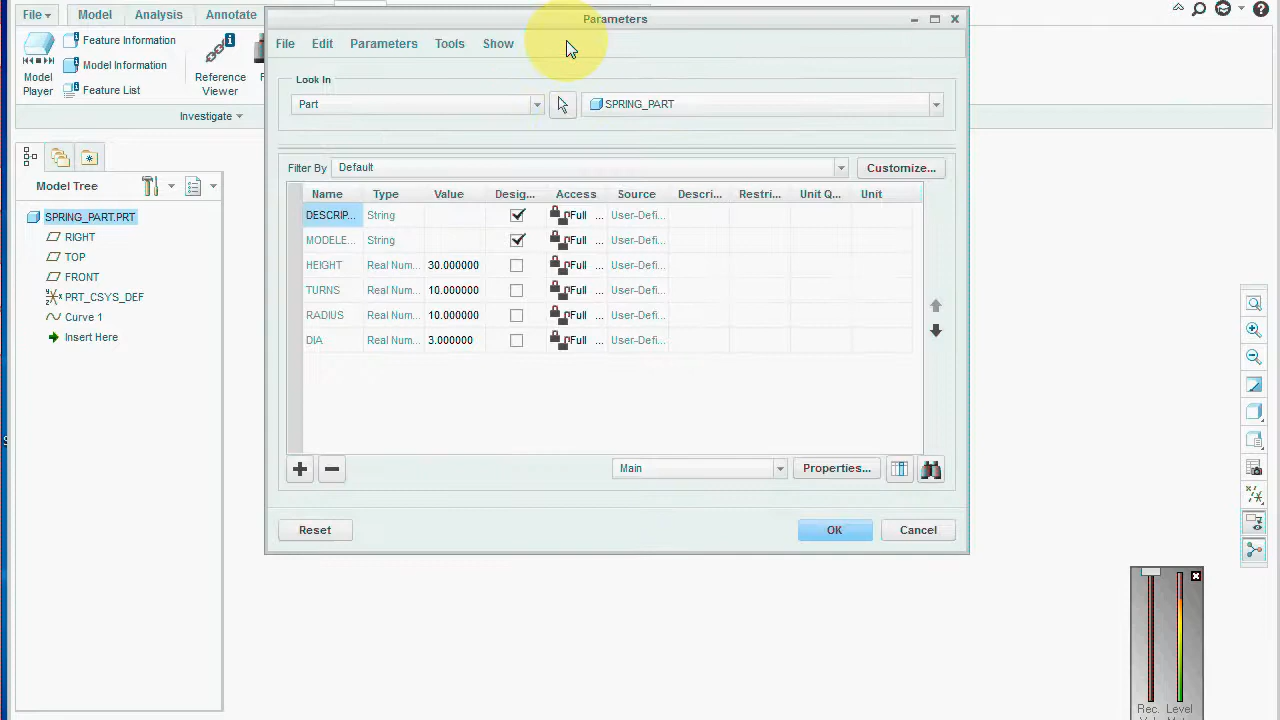 File
Model
Analysis
Annotate
Feature Information
Model Information
Feature List
Model
Player
Reference
Viewer
Investigate
Model Tree
SPRING_PART.PRT
RIGHT
TOP
FRONT
PRT_CSYS_DEF
Curve 1
Insert Here
Parameters
File Edit Parameters Tools Show
Look In
Part
SPRING_PART
Filter By Default Customize...
Name Type Value Desig... Access Source Descri... Restri... Unit Q... Unit
DESCRIP... String Full ... User-Defi...
MODELE... String Full ... User-Defi...
HEIGHT Real Num... 30.000000 Full ... User-Defi...
TURNS Real Num... 10.000000 Full ... User-Defi...
RADIUS Real Num... 10.000000 Full ... User-Defi...
DIA Real Num... 3.000000 Full ... User-Defi...
Main Properties...
Reset OK Cancel
Rec. Level